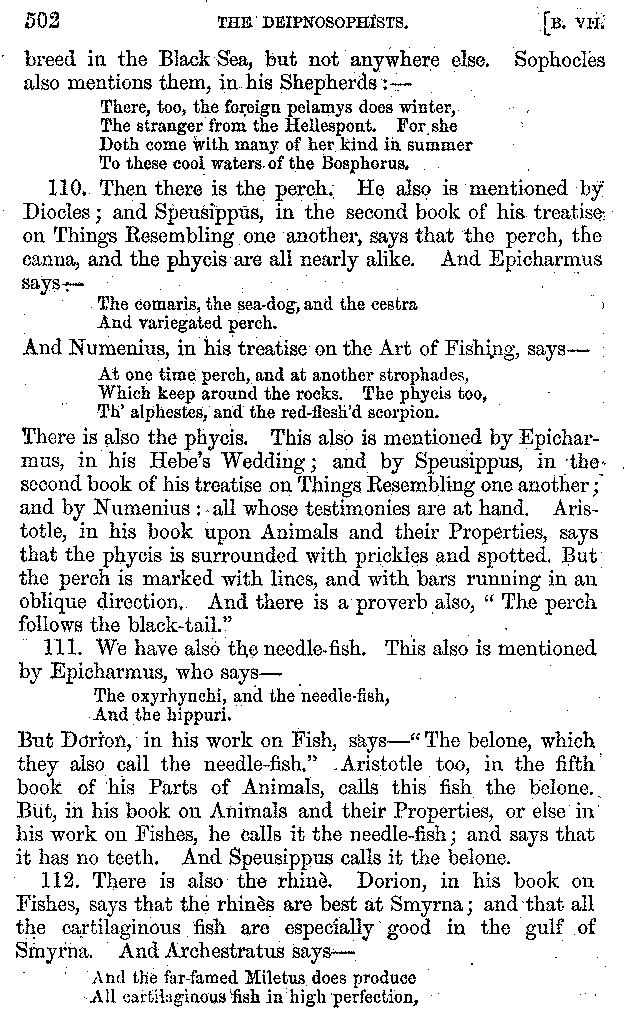 502 THE DEIPNOSOPHISTS. [B. VII.
breed in the Black Sea, but not anywhere else. Sophocles
also mentions them, in his Shepherds :—
There, too, the foreign pelamys does winter,
The stranger from the Hellespont. For she
Doth come with many of her kind in summer
To these cool waters of the Bosphorus.
110. Then there is the perch. He also is mentioned by
Diocles; and Speusippus, in the second book of his treatise
on Things Resembling one another, says that the perch, the
canna, and the phycis are all nearly alike. And Epicharmus
says—
The comaris, the sea-dog, and the cestra
And variegated perch.
And Numenius, in his treatise on the Art of Fishing, says—
At one time perch, and at another strophades,
Which keep around the rocks. The phycis too,
Th' alphestes, and the red-flesh'd scorpion.
There is also the phycis. This also is mentioned by Epichar-
mus, in his Hebe's Wedding; and by Speusippus, in the
second book of his treatise on Things Resembling one another;
and by Numenius: all whose testimonies are at hand. Aris-
totle, in his book upon Animals and their Properties, says
that the phycis is surrounded with prickles and spotted. But
the perch is marked with lines, and with bars running in an
oblique direction. And there is a proverb also, "The perch
follows the black-tail."
111. We have also the needle-fish. This also is mentioned
by Epicharmus, who says—
The oxyrhynchi, and the needle-fish,
And the hippuri.
But Dorion, in his work on Fish, says—"The belone, which
they also call the needle-fish." Aristotle too, in the fifth
book of his Parts of Animals, calls this fish the belone.
But, in his book on Animals and their Properties, or else in
his work on Fishes, he calls it the needle-fish; and says that
it has no teeth. And Speusippus calls it the belone.
112. There is also the rhinè. Dorion, in his book on
Fishes, says that the rhinès are best at Smyrna; and that all
the cartilaginous fish are especially good in the gulf of
Smyrna. And Archestratus says—
And the far-famed Miletus does produce
All cartilaginous fish in high perfection,